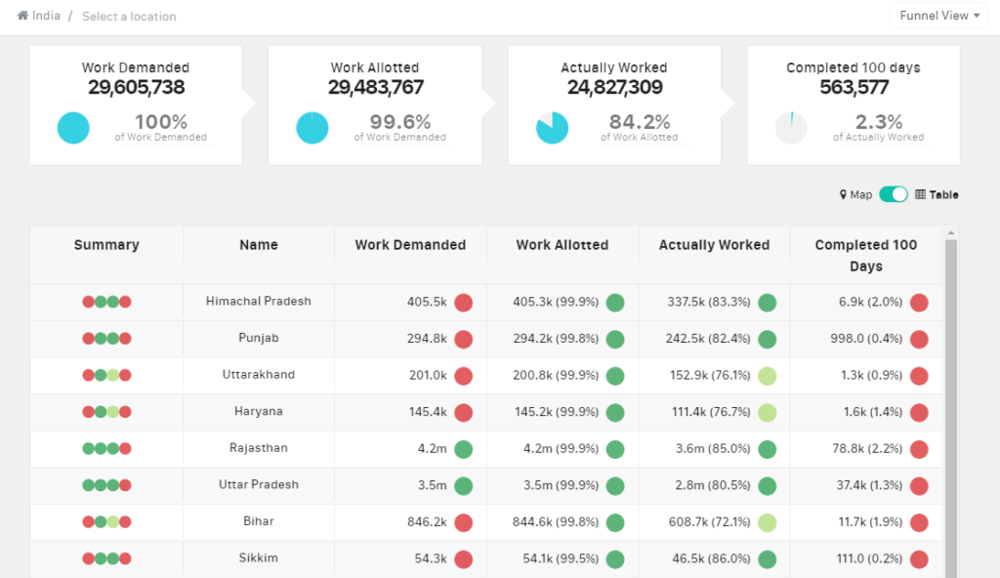 India / Select a location
Funnel View
Work Demanded
29,605,738
100%
of Work Demanded
Work Allotted
29,483,767
99.6%
of Work Demanded
Actually Worked
24,827,309
84.2%
of Work Allotted
Completed 100 days
563,577
2.3%
of Actually Worked
Map Table
Summary Name Work Demanded Work Allotted Actually Worked Completed 100
Days
Himachal Pradesh 405.5k 405.3k (99.9%) 337.5k (83.3%) 6.9k (2.0%)
Punjab 294.8k 294.2k (99.8%) 242.5k (82.4%) 998.0 (0.4%)
Uttarakhand 201.0k 200.8k (99.9%) 152.9k (76.1%) 1.3k (0.9%)
Haryana 145.4k 145.2k (99.9%) 111.4k (76.7%) 1.6k (1.4%)
Rajasthan 4.2m 4.2m (99.9%) 3.6m (85.0%) 78.8k (2.2%)
Uttar Pradesh 3.5m 3.5m (99.9%) 2.8m (80.5%) 37.4k (1.3%)
Bihar 846.2k 844.6k (99.8%) 608.7k (72.1%) 11.7k (1.9%)
Sikkim 54.3k 54.1k (99.5%) 46.5k (86.0%) 111.0 (0.2%)